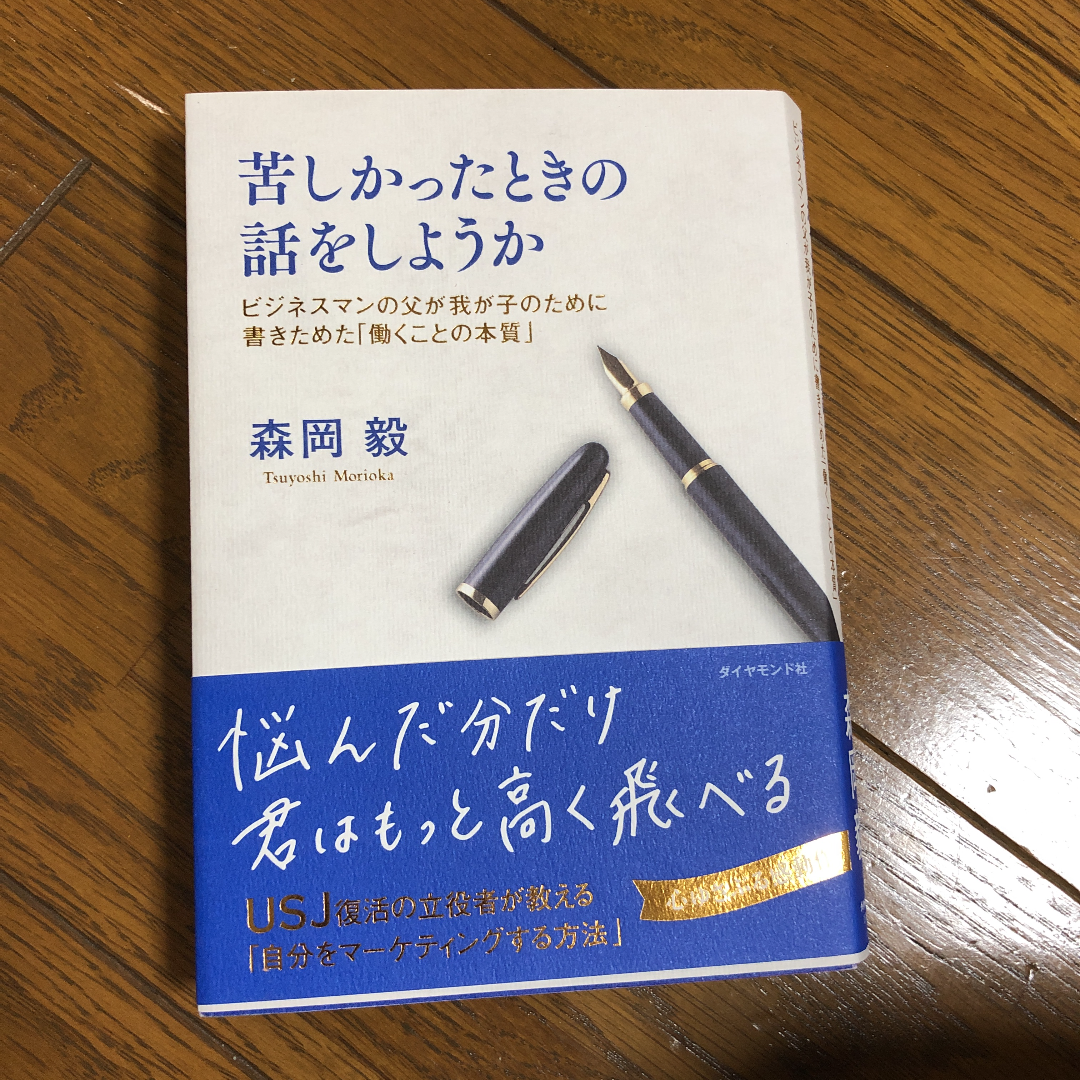 苦しかったときの
話をしようか
ビジネスマンの父が我が子のために
書きためた「働くことの本質」
森岡 毅
Tsuyoshi Morioka
ダイヤモンド社
悩んだ分だけ
君はもっと高く飛べる
USJ復活の立役者が教える
「自分をマーケティングする方法」